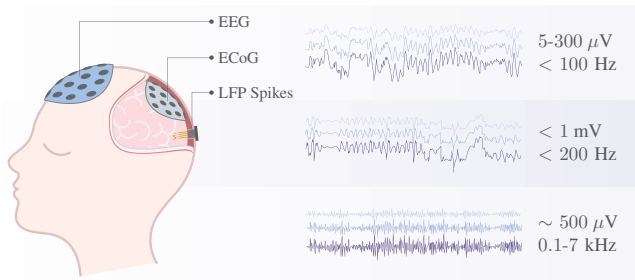 EEG
ECoG
LFP Spikes
5-300 μV
< 100 Hz
< 1 mV
< 200 Hz
∼ 500 μV
0.1-7 kHz